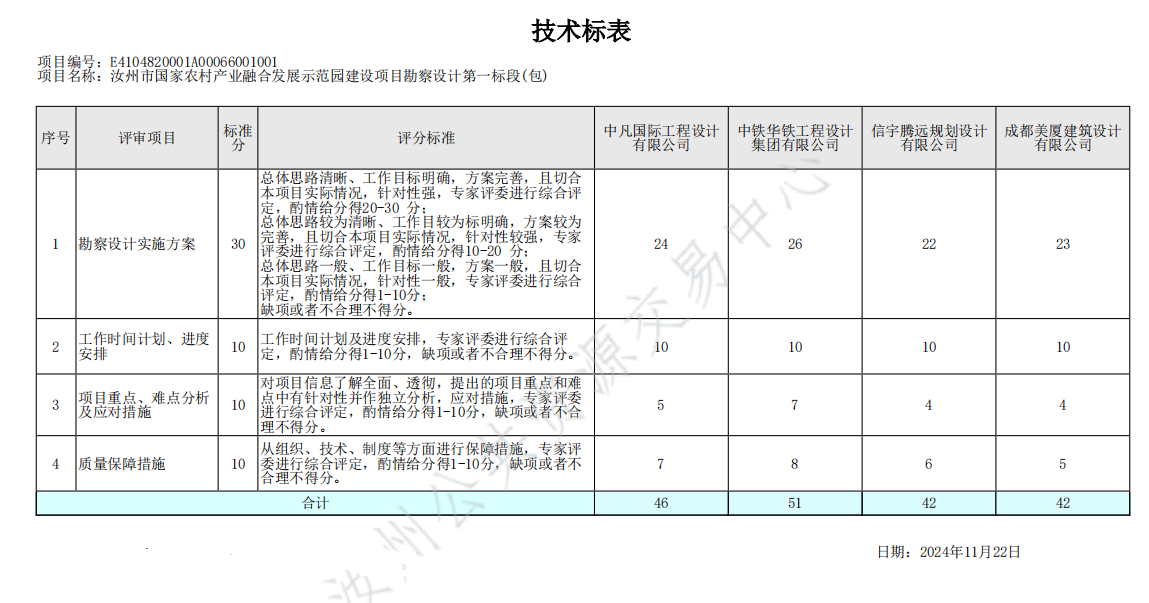 技术标表
项目编号：E4104820001A00066001001
项目名称：汝州市国家农村产业融合发展示范园建设项目勘察设计第一标段(包)
序号 评审项目 标准分 评分标准 中凡国际工程设计有限公司 中铁华铁工程设计集团有限公司 信宇腾远规划设计有限公司 成都美厦建筑设计有限公司
总体思路清晰、工作目标明确，方案完善，且切合
本项目实际情况，针对性强，专家评委进行综合评
定，酌情给分得20-30 分；
总体思路较为清晰、工作目较为标明确，方案较为
完善，且切合本项目实际情况，针对性较强，专家
评委进行综合评定，酌情给分得10-20 分；
总体思路一般、工作目标一般，方案一般，且切合
本项目实际情况，针对性一般，专家评委进行综合
评定，酌情给分得1-10分；
缺项或者不合理不得分。
1 勘察设计实施方案 30 24 26 22 23
2 工作时间计划、进度
安排 10
工作时间计划及进度安排，专家评委进行综合评
定，酌情给分得1-10分，缺项或者不合理不得分。
10 10 10 10
3 项目重点、难点分析
及应对措施 10
对项目信息了解全面、透彻，提出的项目重点和难
点中有针对性并作独立分析，应对措施，专家评委
进行综合评定，酌情给分得1-10分，缺项或者不合
理不得分。
5 7 4 4
4 质量保障措施 10
从组织、技术、制度等方面进行保障措施，专家评
委进行综合评定，酌情给分得1-10分，缺项或者不
合理不得分。
7 8 6 5
合计 46 51 42 42
日期：2024年11月22日
汝州公共资源交易中心